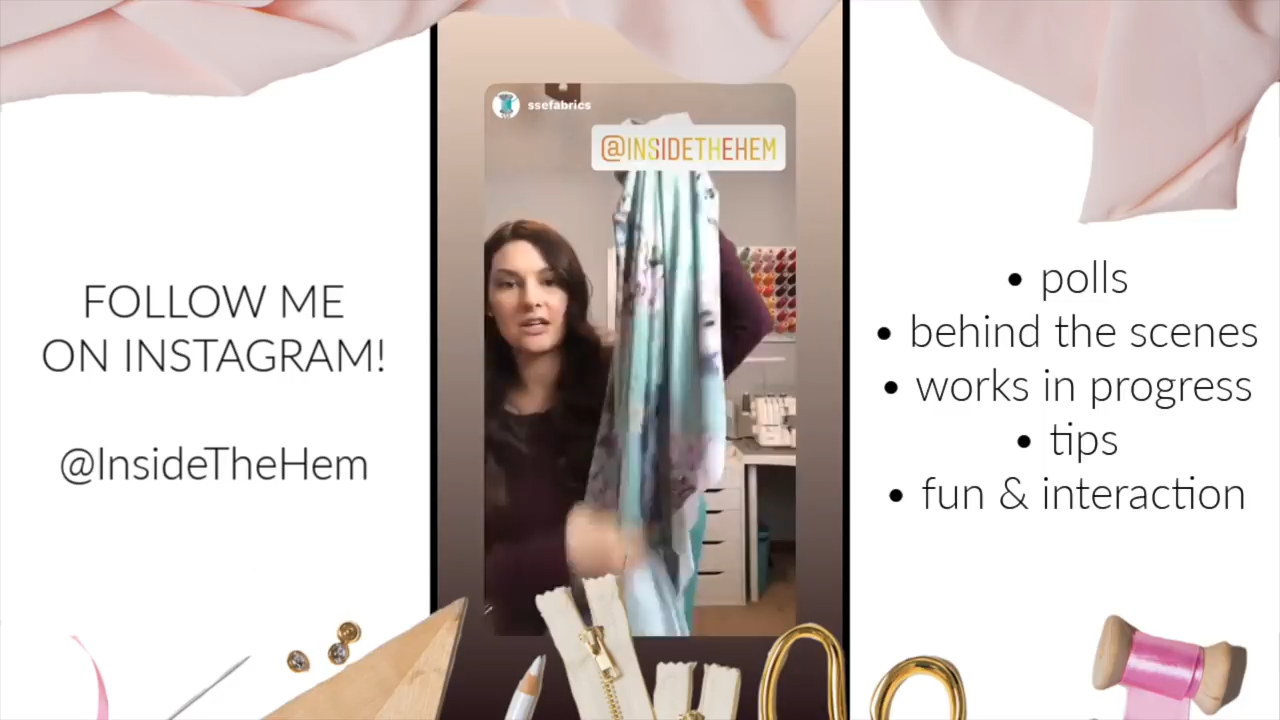 FOLLOW ME
ON INSTAGRAM!
@InsideTheHem
ssefabrics
@INSIDETHEHEM
• polls
• behind the scenes
• works in progress
• tips
• fun & interaction